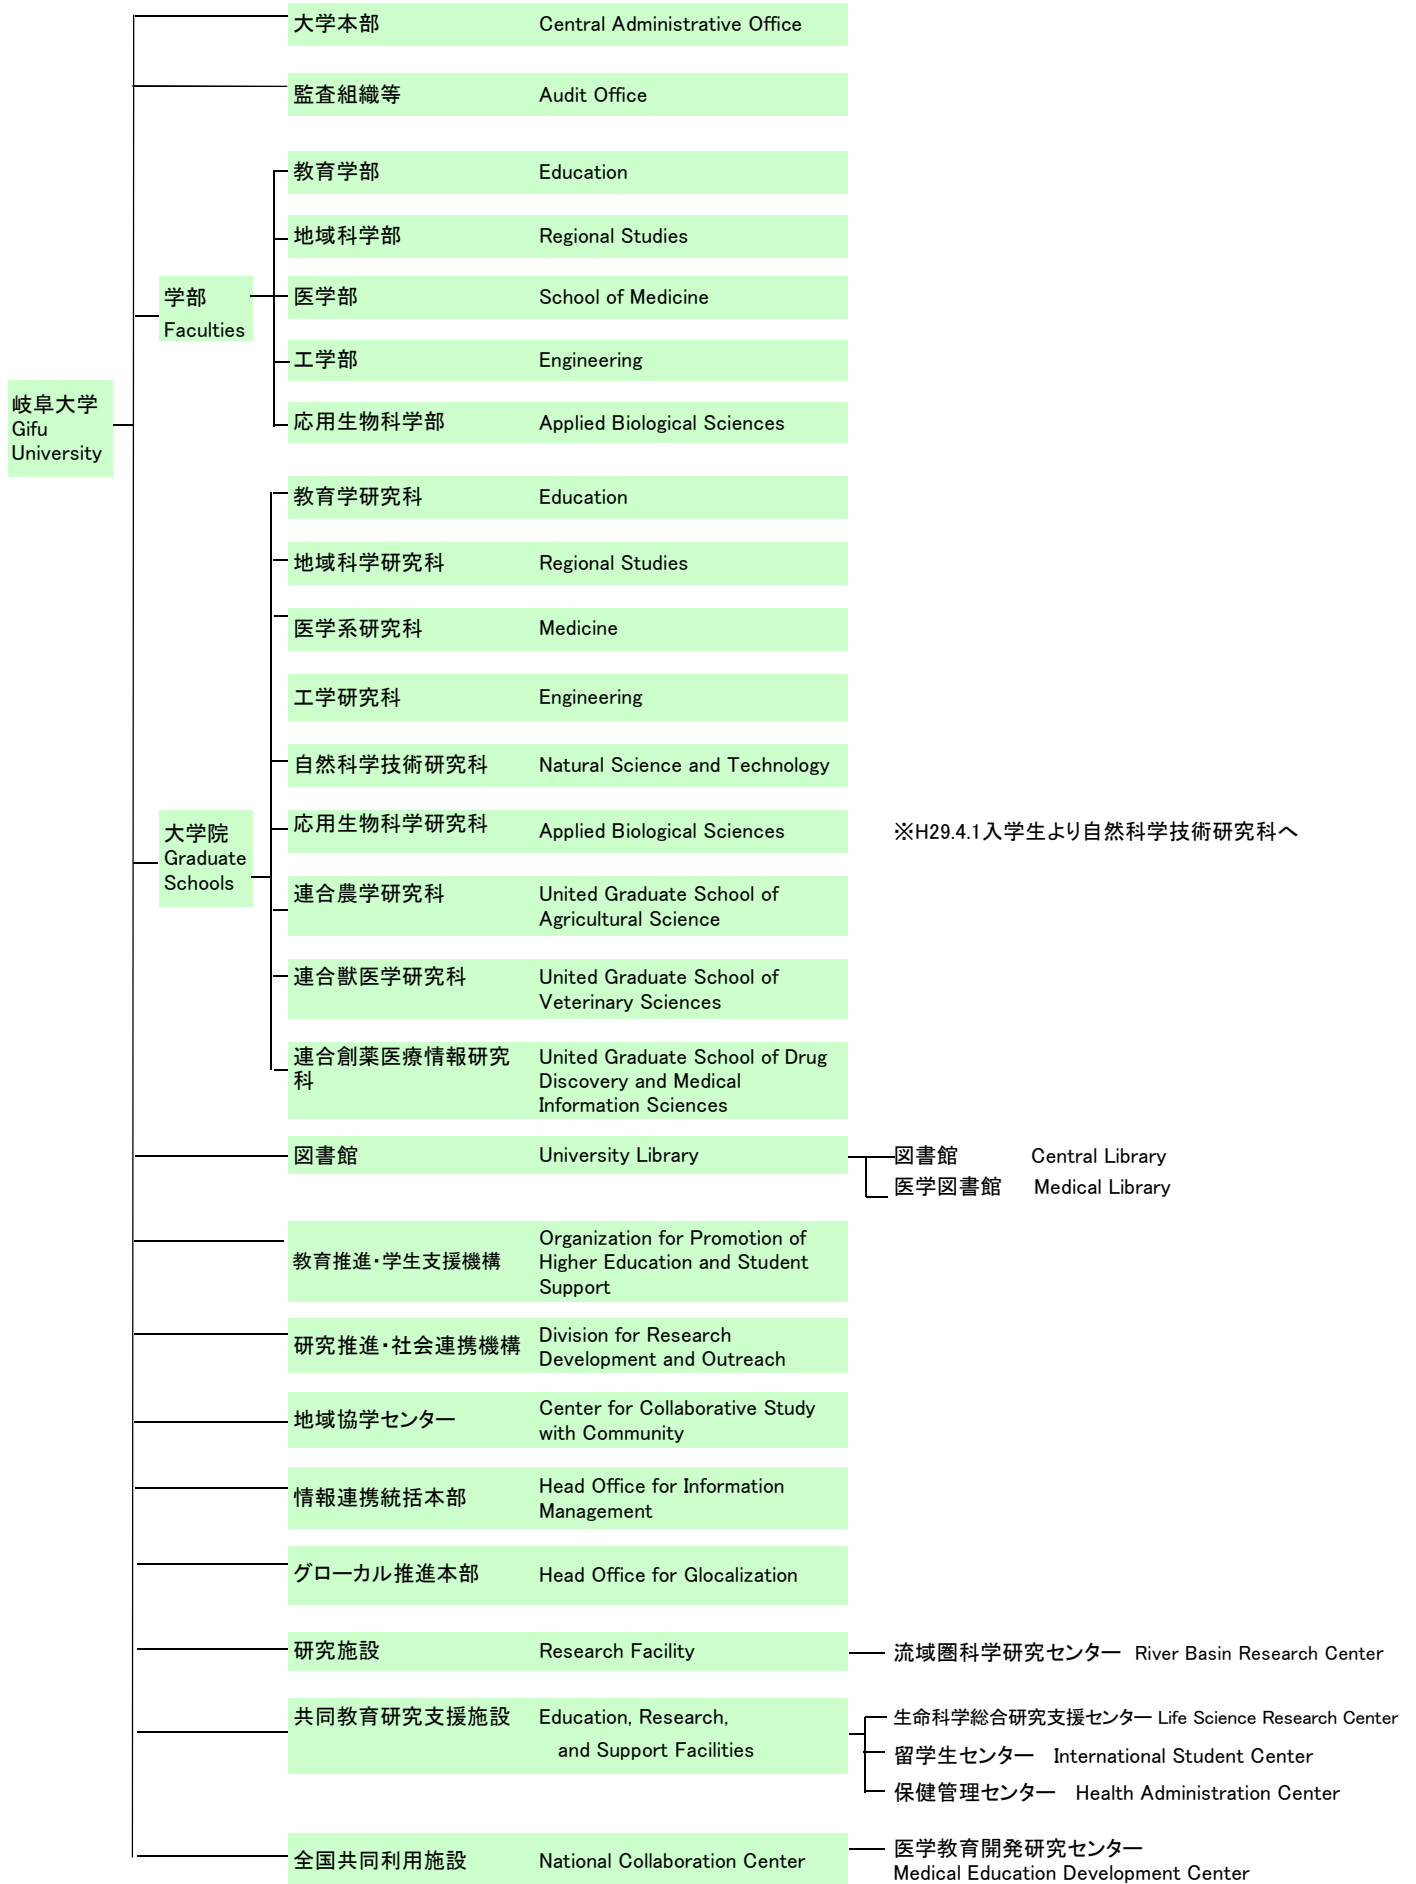 大学本部 Central Administrative Office
監査組織等 Audit Office
教育学部 Education
地域科学部 Regional Studies
学部
Faculties
医学部 School of Medicine
工学部 Engineering
岐阜大学
Gifu
University
応用生物科学部 Applied Biological Sciences
教育学研究科 Education
地域科学研究科 Regional Studies
医学系研究科 Medicine
工学研究科 Engineering
自然科学技術研究科 Natural Science and Technology
大学院
Graduate
Schools
応用生物科学研究科 Applied Biological Sciences ※H29.4.1入学生より自然科学技術研究科へ
連合農学研究科 United Graduate School of
Agricultural Science
連合獣医学研究科 United Graduate School of
Veterinary Sciences
連合創薬医療情報研究
科
United Graduate School of Drug
Discovery and Medical
Information Sciences
図書館 University Library
図書館 Central Library
医学図書館 Medical Library
教育推進・学生支援機構
Organization for Promotion of
Higher Education and Student
Support
研究推進・社会連携機構
Division for Research
Development and Outreach
地域協学センター
Center for Collaborative Study
with Community
情報連携統括本部
Head Office for Information
Management
グローカル推進本部 Head Office for Glocalization
研究施設 Research Facility
流域圏科学研究センター River Basin Research Center
共同教育研究支援施設 Education, Research,
and Support Facilities
生命科学総合研究支援センター Life Science Research Center
留学生センター International Student Center
保健管理センター Health Administration Center
全国共同利用施設 National Collaboration Center
医学教育開発研究センター
Medical Education Development Center